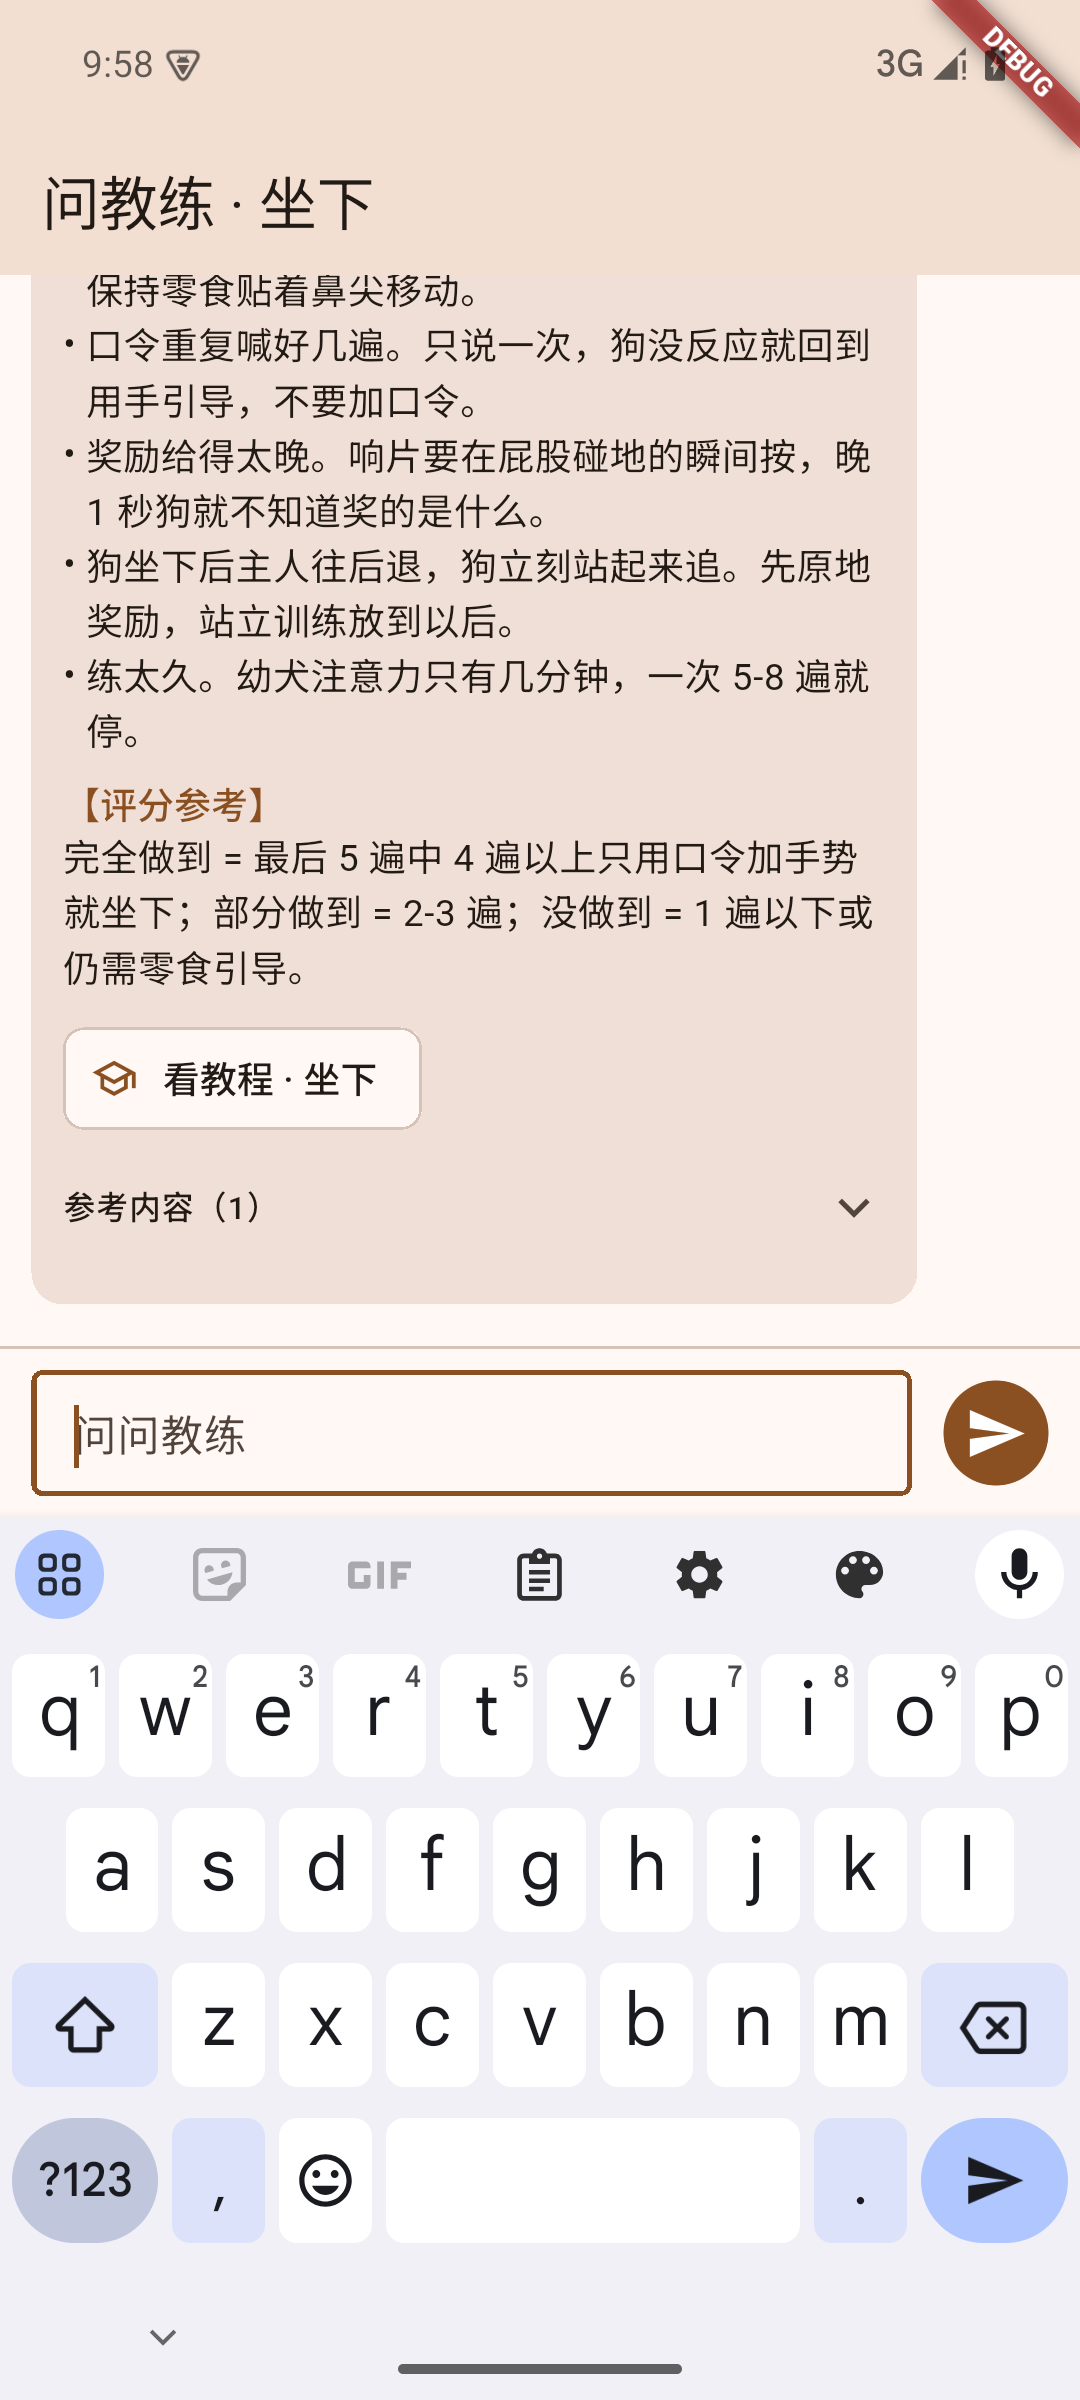 9:58
3G
DEBUG
问教练 · 坐下
保持零食贴着鼻尖移动。
• 口令重复喊好几遍。只说一次，狗没反应就回到
用手引导，不要加口令。
• 奖励给得太晚。响片要在屁股碰地的瞬间按，晚
1 秒狗就不知道奖的是什么。
• 狗坐下后主人往后退，狗立刻站起来追。先原地
奖励，站立训练放到以后。
• 练太久。幼犬注意力只有几分钟，一次 5-8 遍就
停。
【评分参考】
完全做到 = 最后 5 遍中 4 遍以上只用口令加手势
就坐下；部分做到 = 2-3 遍；没做到 = 1 遍以下或
仍需零食引导。
看教程 · 坐下
参考内容（1）
问问教练
GIF
q1 w2 e3 r4 t5 y6 u7 i8 o9 p0
a s d f g h j k l
z x c v b n m
?123 , .